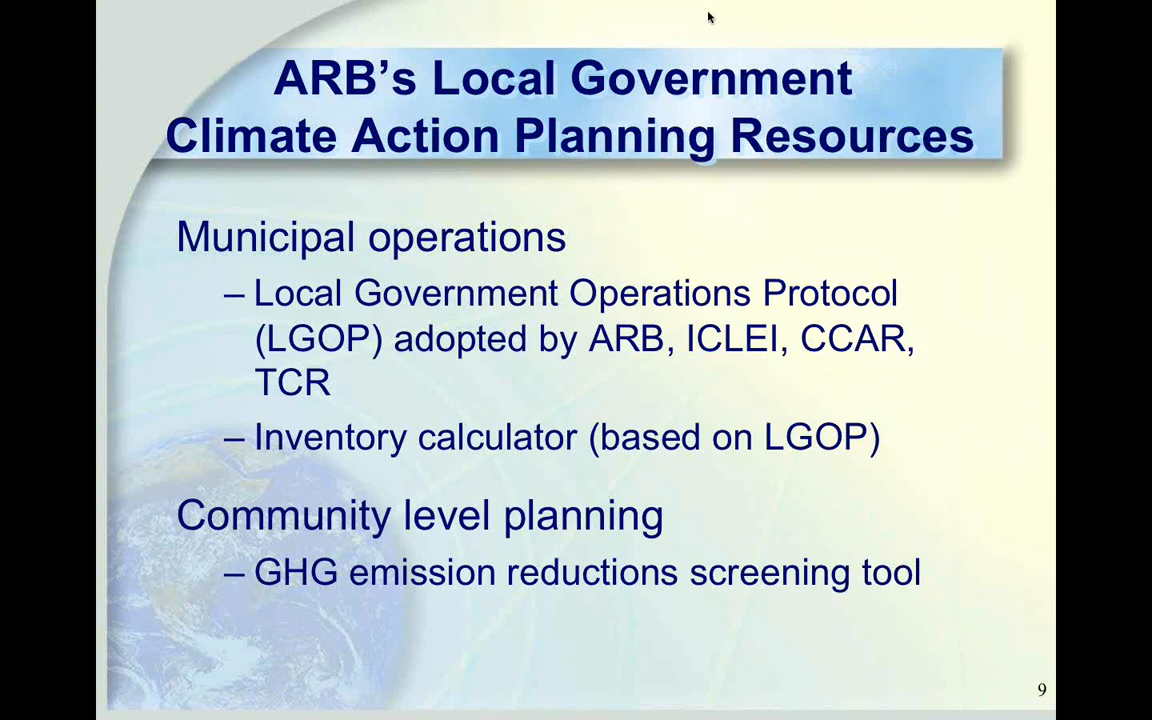 ARB’s Local Government
Climate Action Planning Resources
Municipal operations
– Local Government Operations Protocol
(LGOP) adopted by ARB, ICLEI, CCAR,
TCR
– Inventory calculator (based on LGOP)
Community level planning
– GHG emission reductions screening tool
9